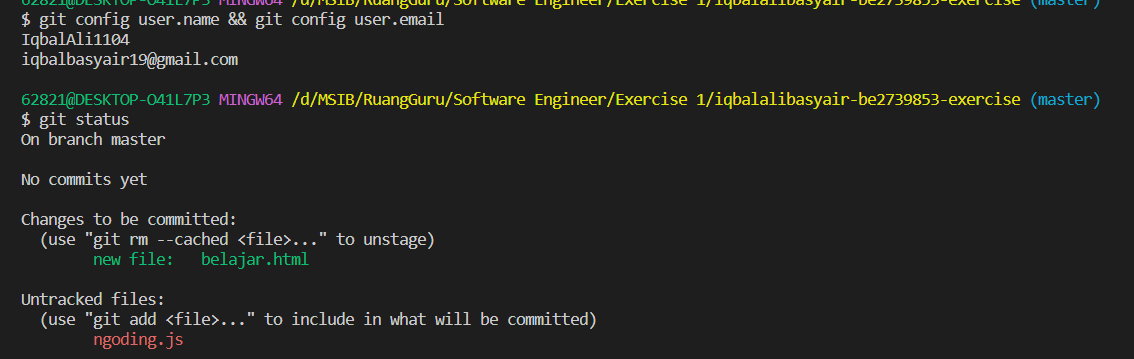 62821@DESKTOP-O41L7P3 MINGW64 /d/MSIB/RuangGuru/Software Engineer/Exercise 1/iqbalalibasyair-be2739853-exercise (master)
$ git config user.name && git config user.email
IqbalAli1104
iqbalbasyair19@gmail.com
62821@DESKTOP-O41L7P3 MINGW64 /d/MSIB/RuangGuru/Software Engineer/Exercise 1/iqbalalibasyair-be2739853-exercise (master)
$ git status
On branch master
No commits yet
Changes to be committed:
(use "git rm --cached <file>..." to unstage)
new file: belajar.html
Untracked files:
(use "git add <file>..." to include in what will be committed)
ngoding.js